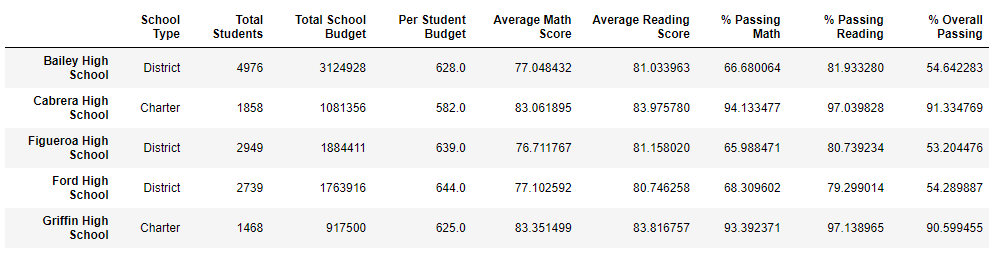 School Type Total Students Total School Budget Per Student Budget Average Math Score Average Reading Score % Passing Math % Passing Reading % Overall Passing
Bailey High School District 4976 3124928 628.0 77.048432 81.033963 66.680064 81.933280 54.642283
Cabrera High School Charter 1858 1081356 582.0 83.061895 83.975780 94.133477 97.039828 91.334769
Figueroa High School District 2949 1884411 639.0 76.711767 81.158020 65.988471 80.739234 53.204476
Ford High School District 2739 1763916 644.0 77.102592 80.746258 68.309602 79.299014 54.289887
Griffin High School Charter 1468 917500 625.0 83.351499 83.816757 93.392371 97.138965 90.599455